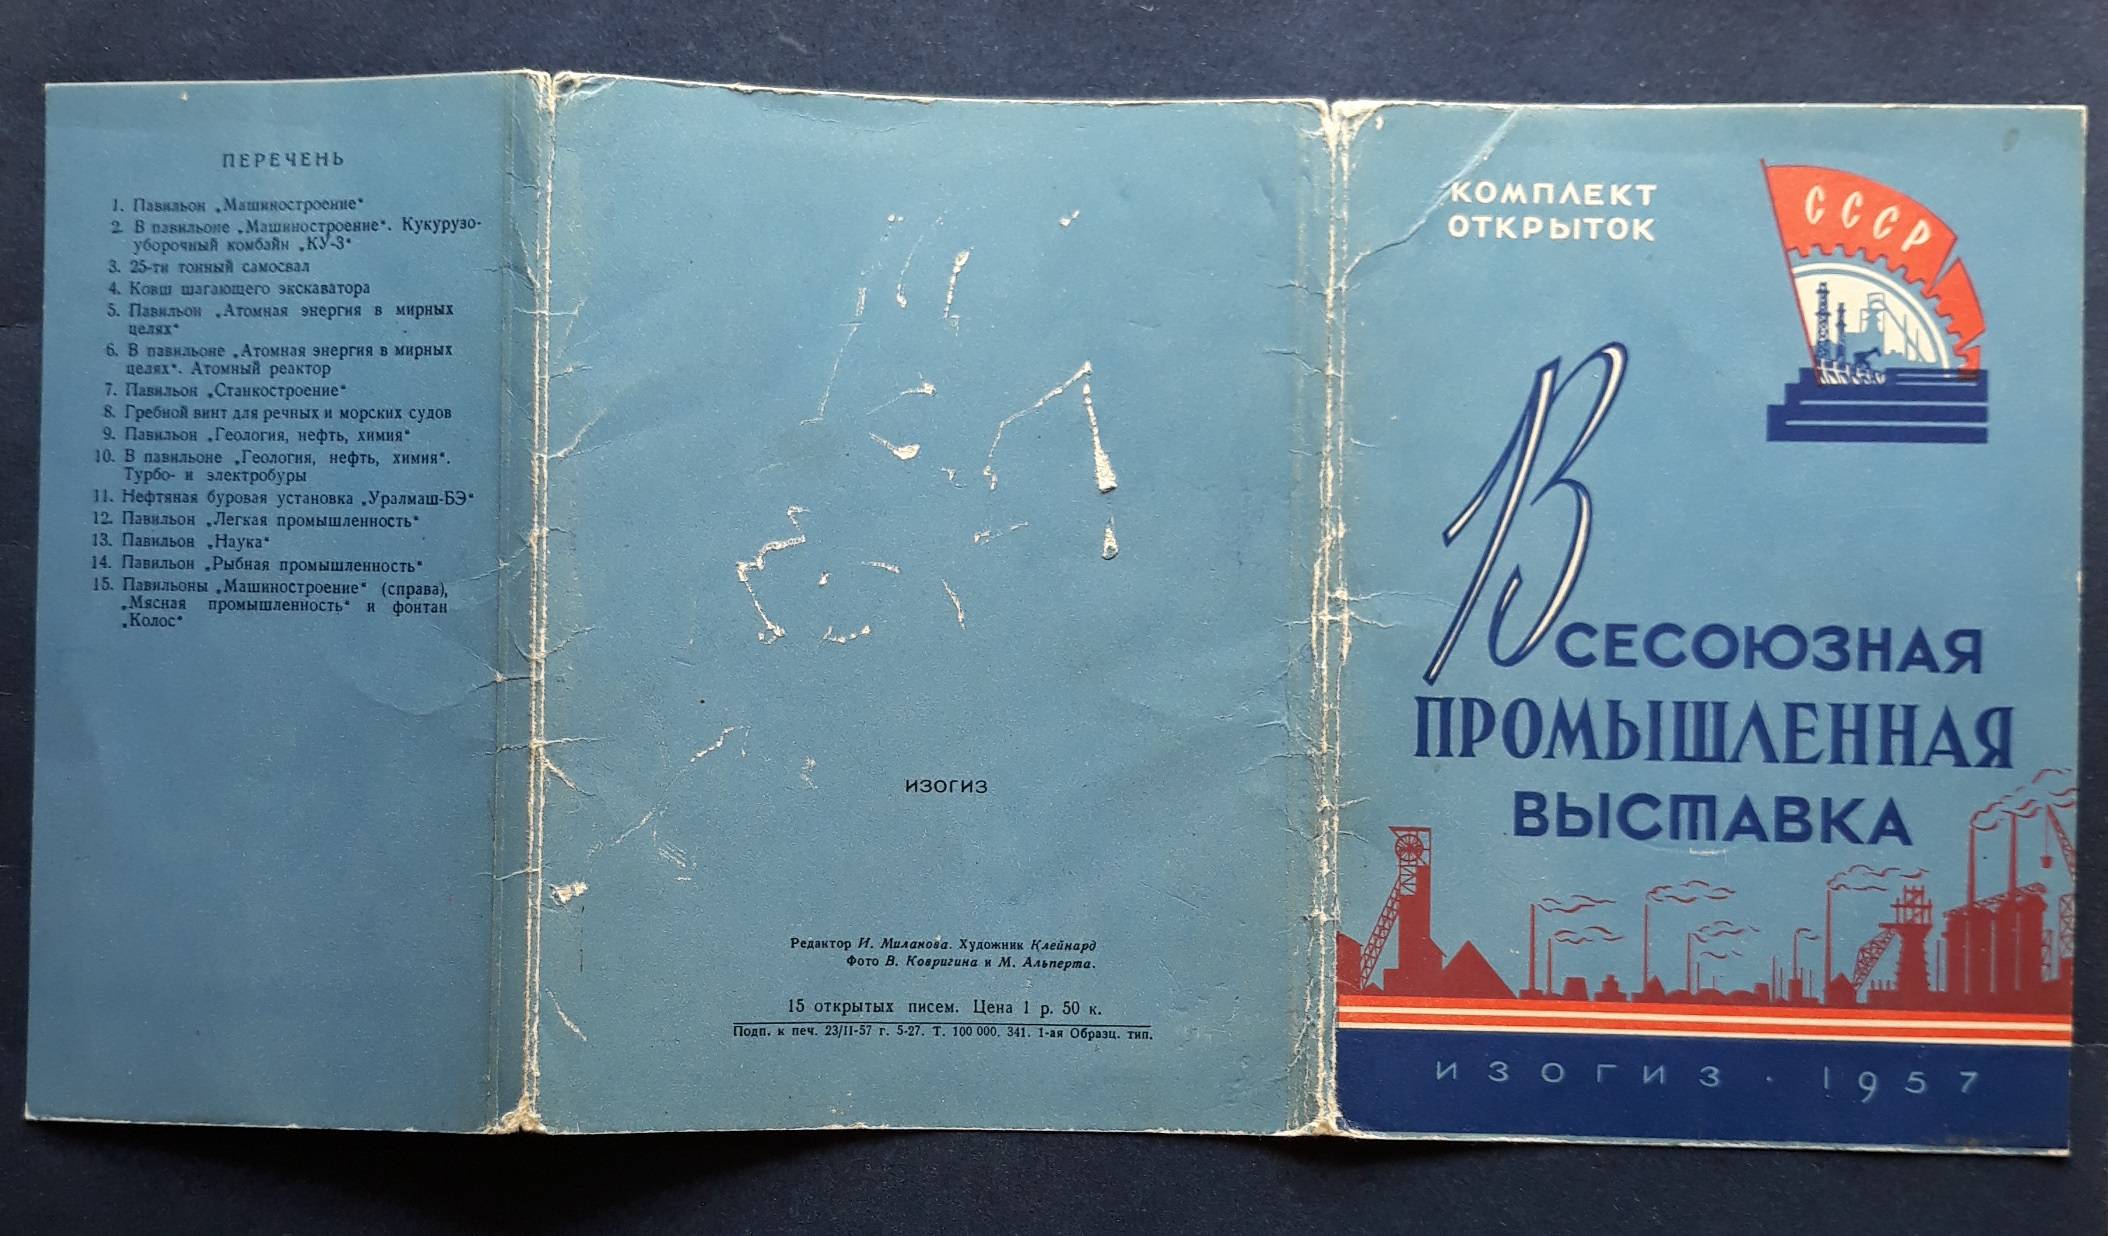 ПЕРЕЧЕНЬ
1. Павильон „Машиностроение“
2. В павильоне „Машиностроение“. Кукурузо-
уборочный комбайн „КУ-3“
3. 25-ти тонный самосвал
4. Ковш шагающего экскаватора
5. Павильон „Атомная энергия в мирных
целях“
6. В павильоне „Атомная энергия в мирных
целях“. Атомный реактор
7. Павильон „Станкостроение“
8. Гребной винт для речных и морских судов
9. Павильон „Геология, нефть, химия“
10. В павильоне „Геология, нефть, химия“.
Турбо- и электробуры
11. Нефтяная буровая установка „Уралмаш-БЭ“
12. Павильон „Легкая промышленность“
13. Павильон „Наука“
14. Павильон „Рыбная промышленность“
15. Павильоны „Машиностроение“ (справа),
„Мясная промышленность“ и фонтан
„Колос“
ИЗОГИЗ
Редактор И. Миланова. Художник Клейнард
Фото В. Ковригина и М. Альперта.
15 открытых писем. Цена 1 р. 50 к.
Подп. к печ. 23/II-57 г. 5-27. Т. 100 000. 341. 1-ая Образц. тип.
КОМПЛЕКТ
ОТКРЫТОК
СССР
ВСЕСОЮЗНАЯ
ПРОМЫШЛЕННАЯ
ВЫСТАВКА
ИЗОГИЗ · 1957